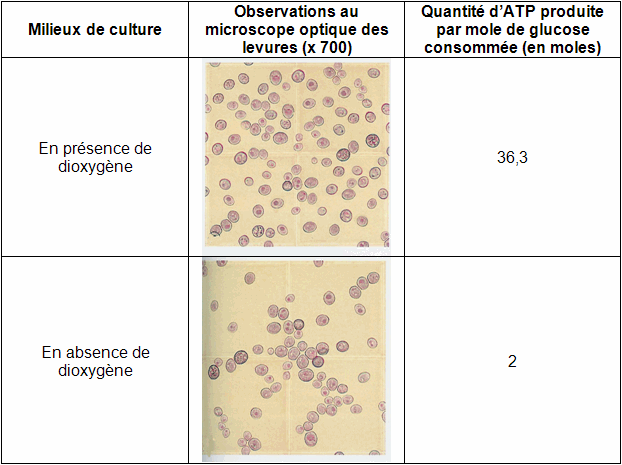 Milieux de culture
Observations au
microscope optique des
levures (x 700)
Quantité d'ATP produite
par mole de glucose
consommée (en moles)
En présence de
dioxygène
36,3
En absence de
dioxygène
2